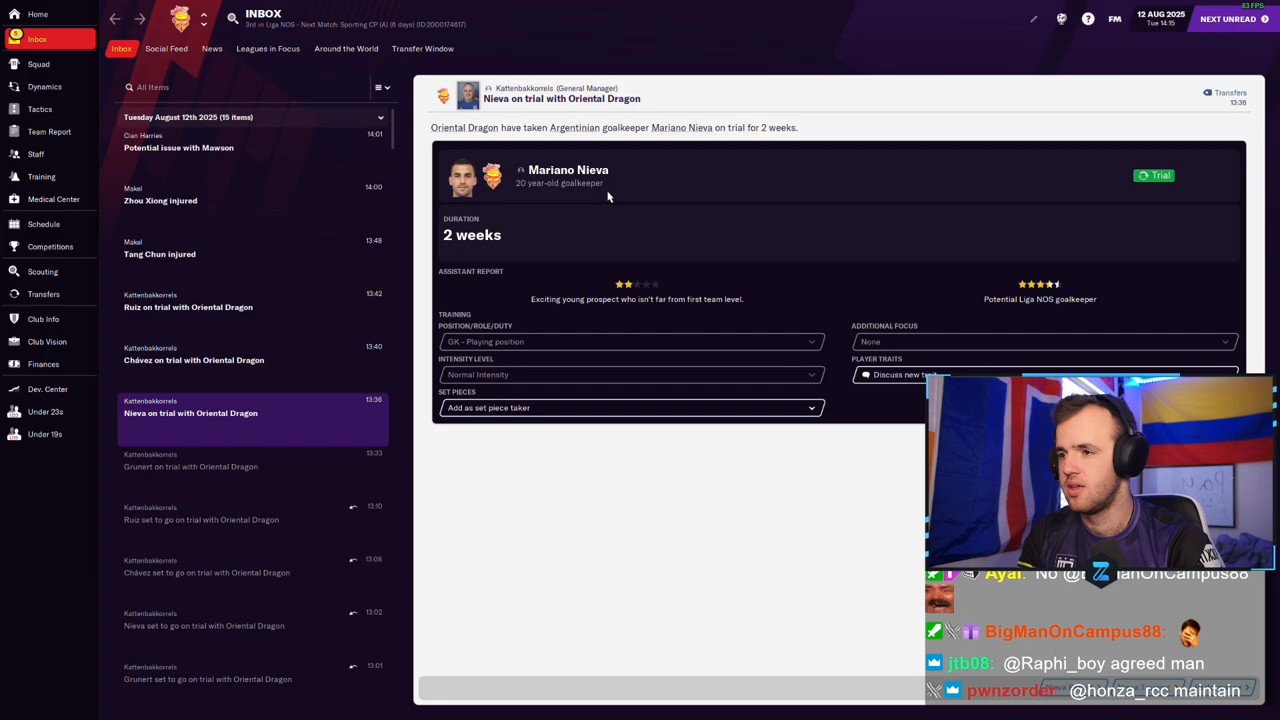 83 FPS
Home
INBOX
3rd in Liga NOS - Next Match: Sporting CP (A) (6 days) (ID:2000174617)
FM
12 AUG 2025
Tue 14:15
NEXT UNREAD
5
Inbox
Inbox
Social Feed
News
Leagues in Focus
Around the World
Transfer Window
Squad
Dynamics
Tactics
Team Report
Staff
Training
Medical Center
Schedule
Competitions
Scouting
Transfers
Club Info
Club Vision
Finances
Dev. Center
Under 23s
Under 19s
All Items
Tuesday August 12th 2025 (15 items)
Cian Harries 14:01
Potential issue with Mawson
Makel 14:00
Zhou Xiong injured
Makel 13:48
Tang Chun injured
Kattenbakkorrels 13:42
Ruiz on trial with Oriental Dragon
Kattenbakkorrels 13:40
Chávez on trial with Oriental Dragon
Kattenbakkorrels 13:36
Nieva on trial with Oriental Dragon
Kattenbakkorrels 13:33
Grunert on trial with Oriental Dragon
Kattenbakkorrels 13:10
Ruiz set to go on trial with Oriental Dragon
Kattenbakkorrels 13:08
Chávez set to go on trial with Oriental Dragon
Kattenbakkorrels 13:02
Nieva set to go on trial with Oriental Dragon
Kattenbakkorrels 13:01
Grunert set to go on trial with Oriental Dragon
Kattenbakkorrels (General Manager)
Nieva on trial with Oriental Dragon
Transfers
13:36
Oriental Dragon have taken Argentinian goalkeeper Mariano Nieva on trial for 2 weeks.
Mariano Nieva
20 year-old goalkeeper
Trial
DURATION
2 weeks
ASSISTANT REPORT
Exciting young prospect who isn't far from first team level.
Potential Liga NOS goalkeeper
TRAINING
POSITION/ROLE/DUTY
GK - Playing position
ADDITIONAL FOCUS
None
INTENSITY LEVEL
Normal Intensity
PLAYER TRAITS
Discuss new
SET PIECES
Add as set piece taker
Ayal: No
ManOnCampus88
BigManOnCampus88:
jtb08: @Raphi_boy agreed man
pwnzorder @honza_rcc maintain